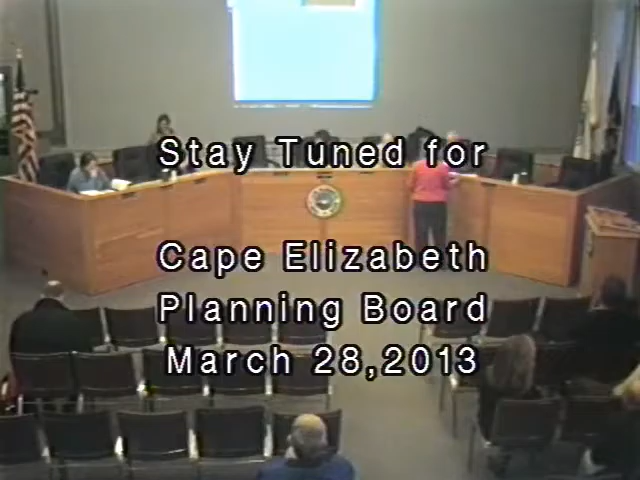 Stay Tuned for
Cape Elizabeth
Planning Board
March 28,2013